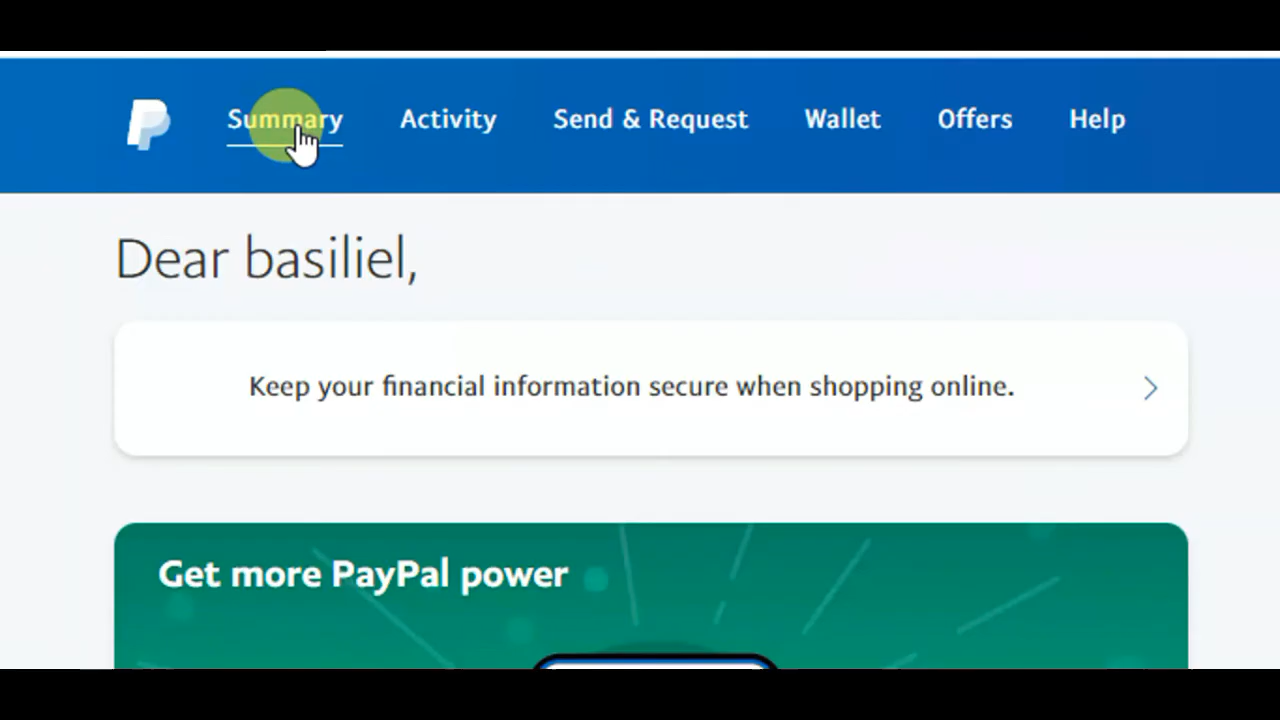 Summary Activity Send & Request Wallet Offers Help
Dear basiliel,
Keep your financial information secure when shopping online.
Get more PayPal power